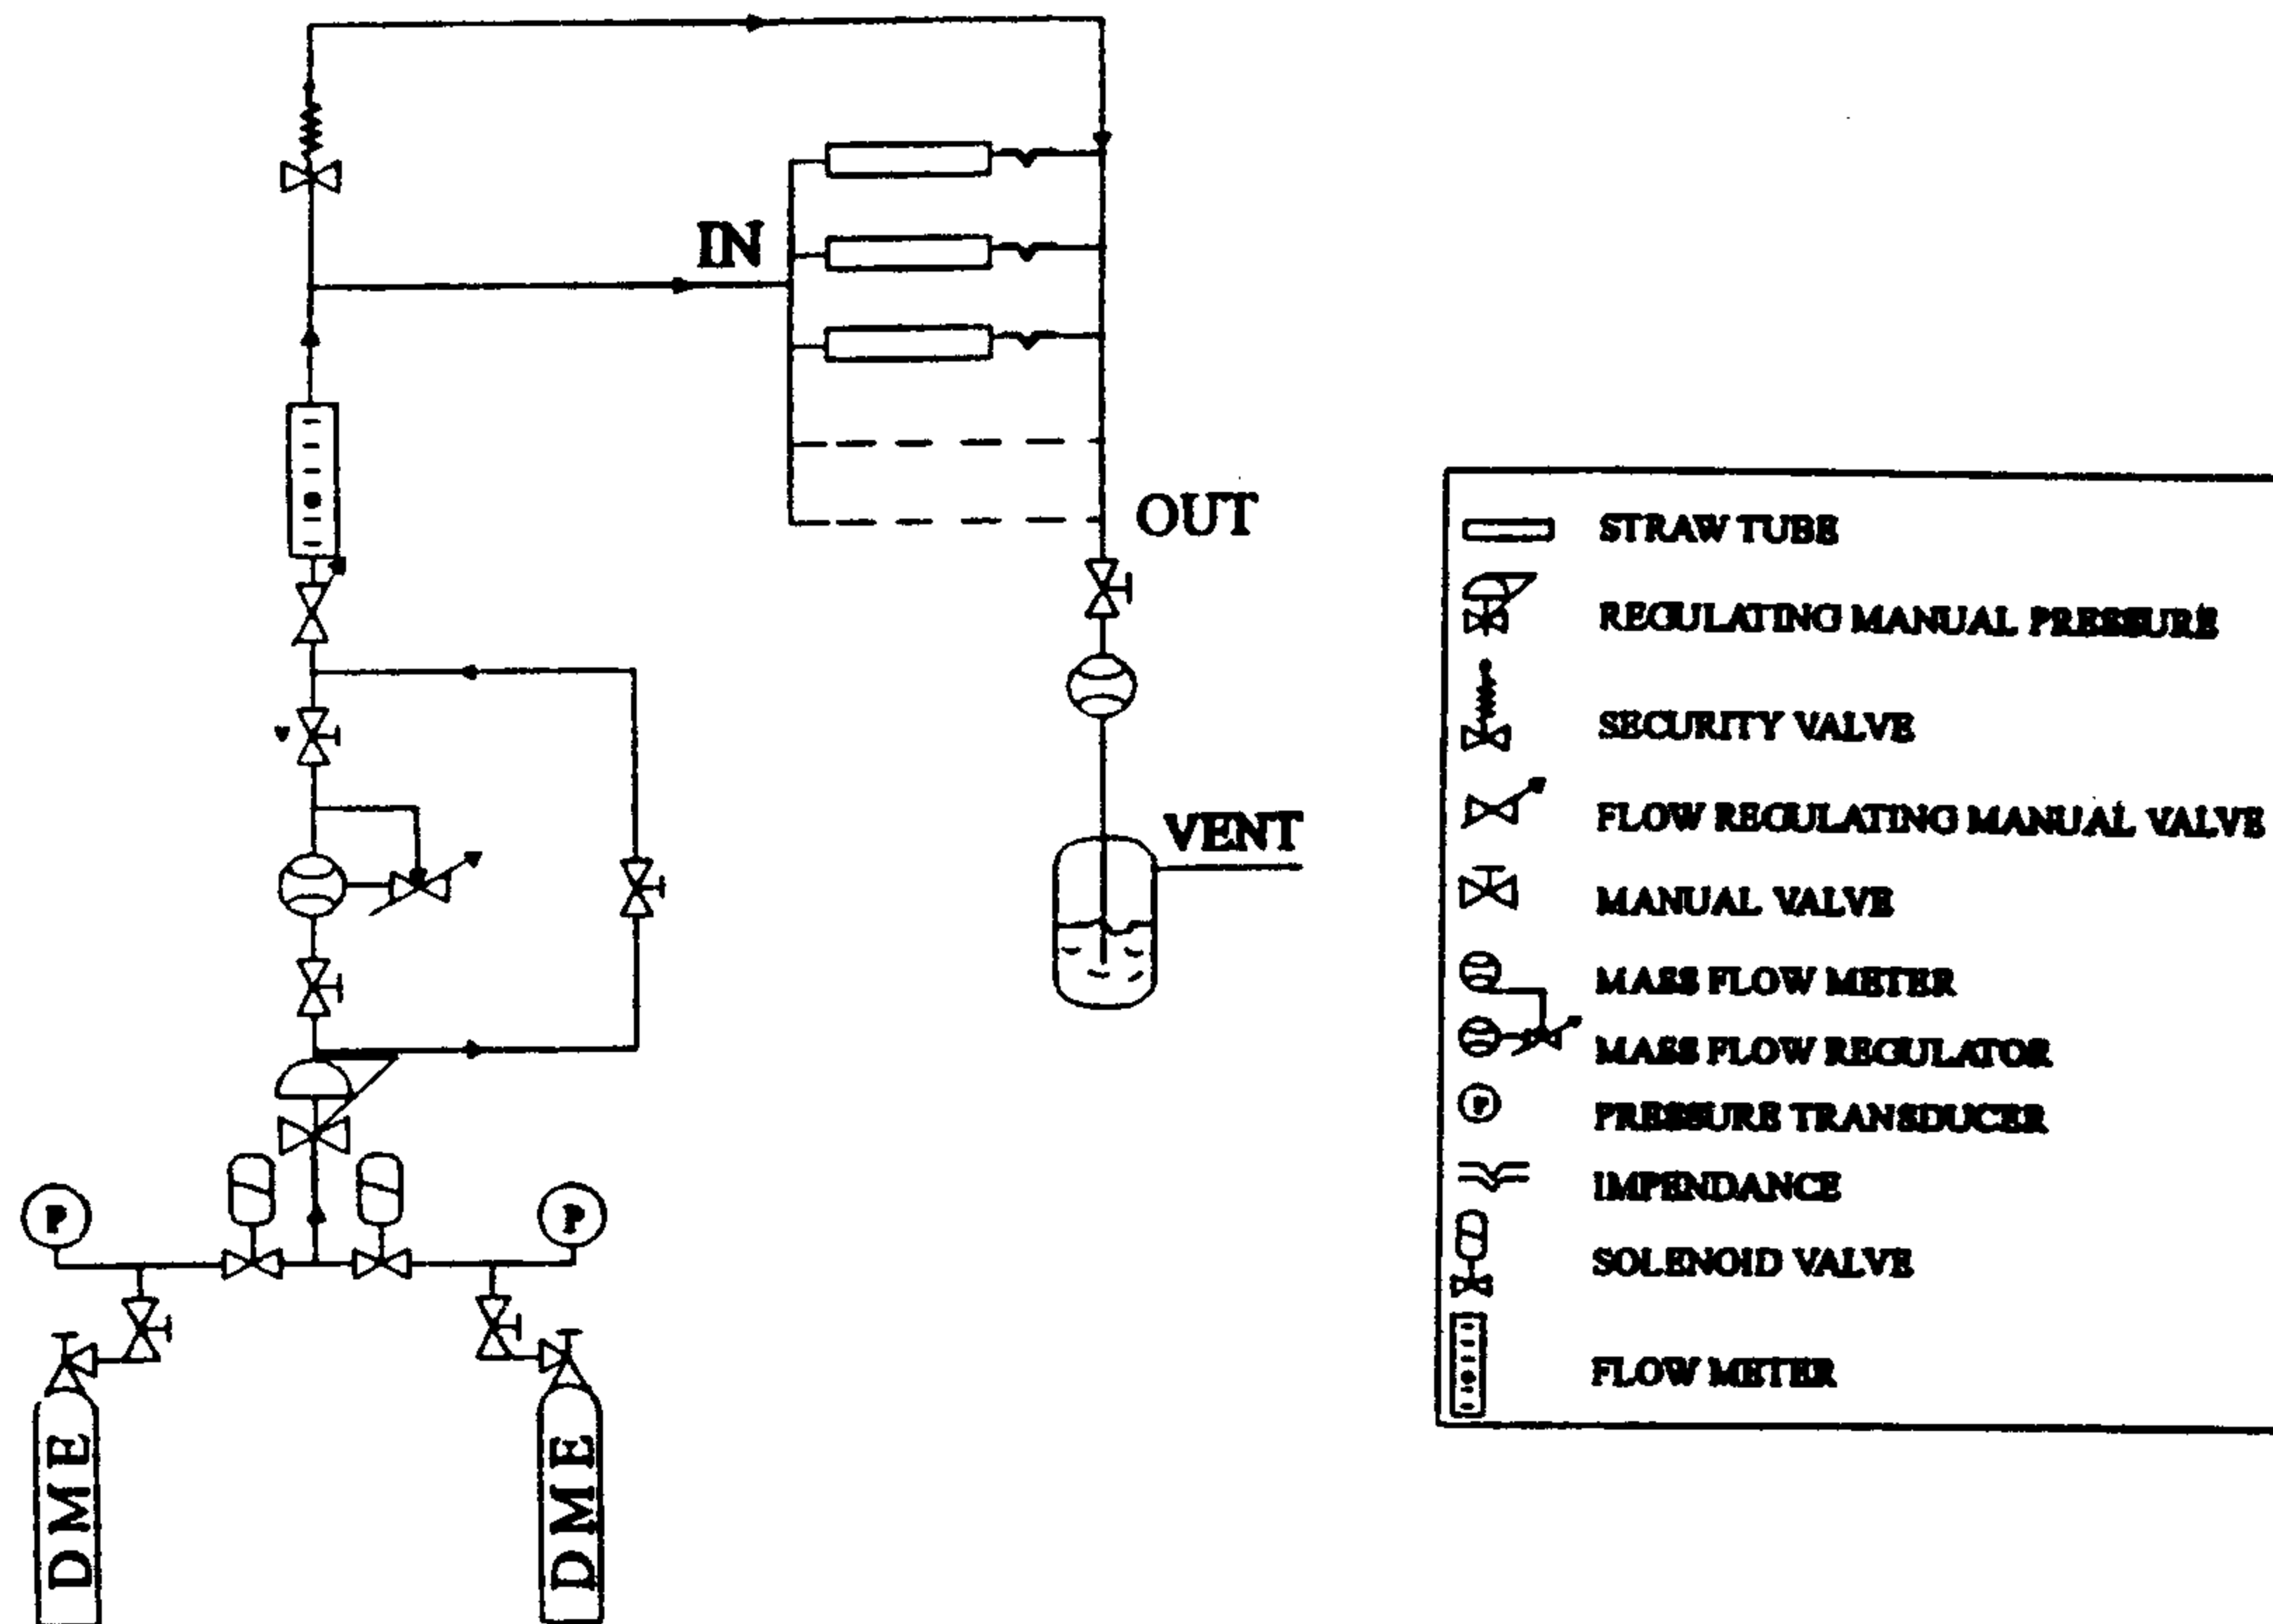 IN
OUT
VENT
P
P
DME
DME
STRAW TUBE
REGULATING MANUAL PRESSURE
SECURITY VALVE
FLOW REGULATING MANUAL VALVE
MANUAL VALVE
MASS FLOW METER
MASS FLOW REGULATOR
P
PRESSURE TRANSDUCER
IMPENDANCE
SOLENOID VALVE
FLOW METER